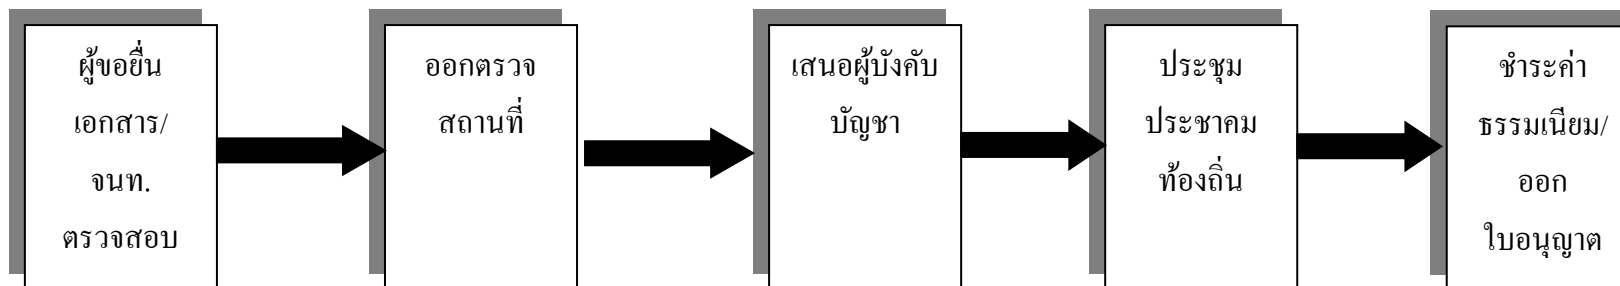 ผู้ขอยื่น
เอกสาร/
จนท.
ตรวจสอบ
ออกตรวจ
สถานที่
เสนอผู้บังคับ
บัญชา
ประชุม
ประชาคม
ท้องถิ่น
ชำระค่า
ธรรมเนียม/
ออก
ใบอนุญาต